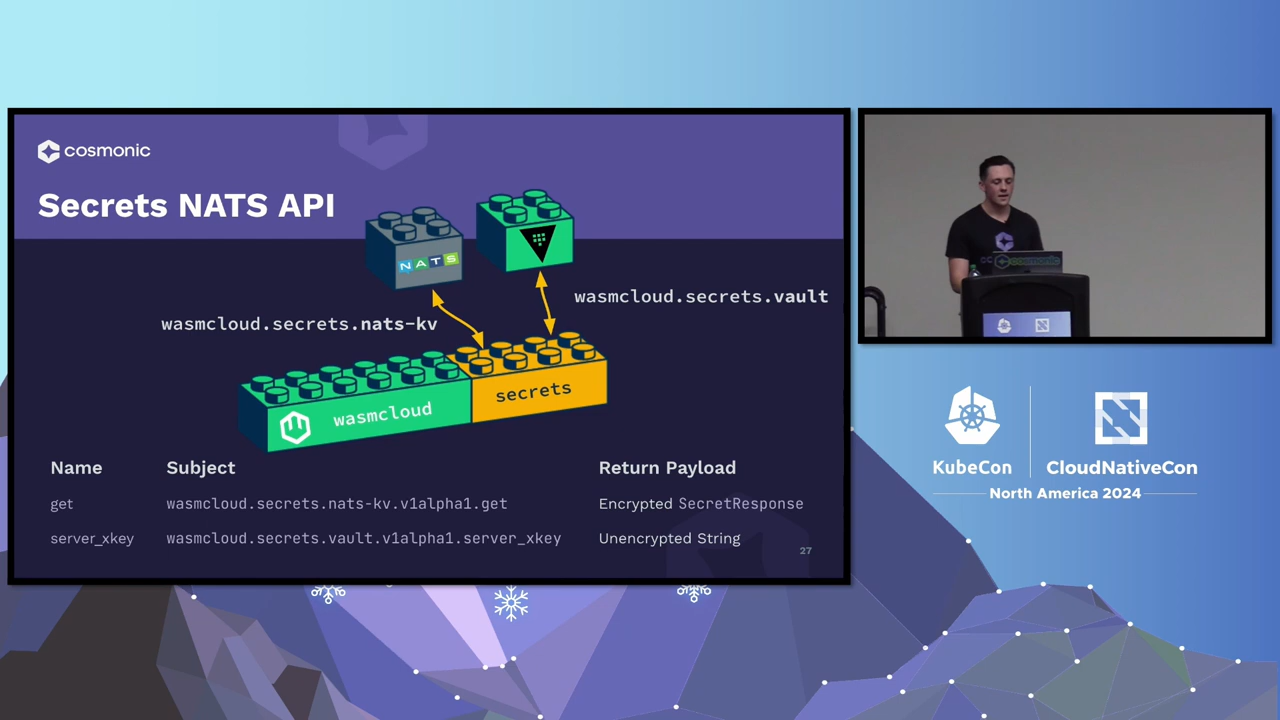 cosmonic
Secrets NATS API
NATS
wasmcloud.secrets.vault
wasmcloud.secrets.nats-kv
secrets
wasmcloud
Name Subject Return Payload
get wasmcloud.secrets.nats-kv.v1alpha1.get Encrypted SecretResponse
server_xkey wasmcloud.secrets.vault.v1alpha1.server_xkey Unencrypted String
27
cosmonic
KubeCon CloudNativeCon
North America 2024